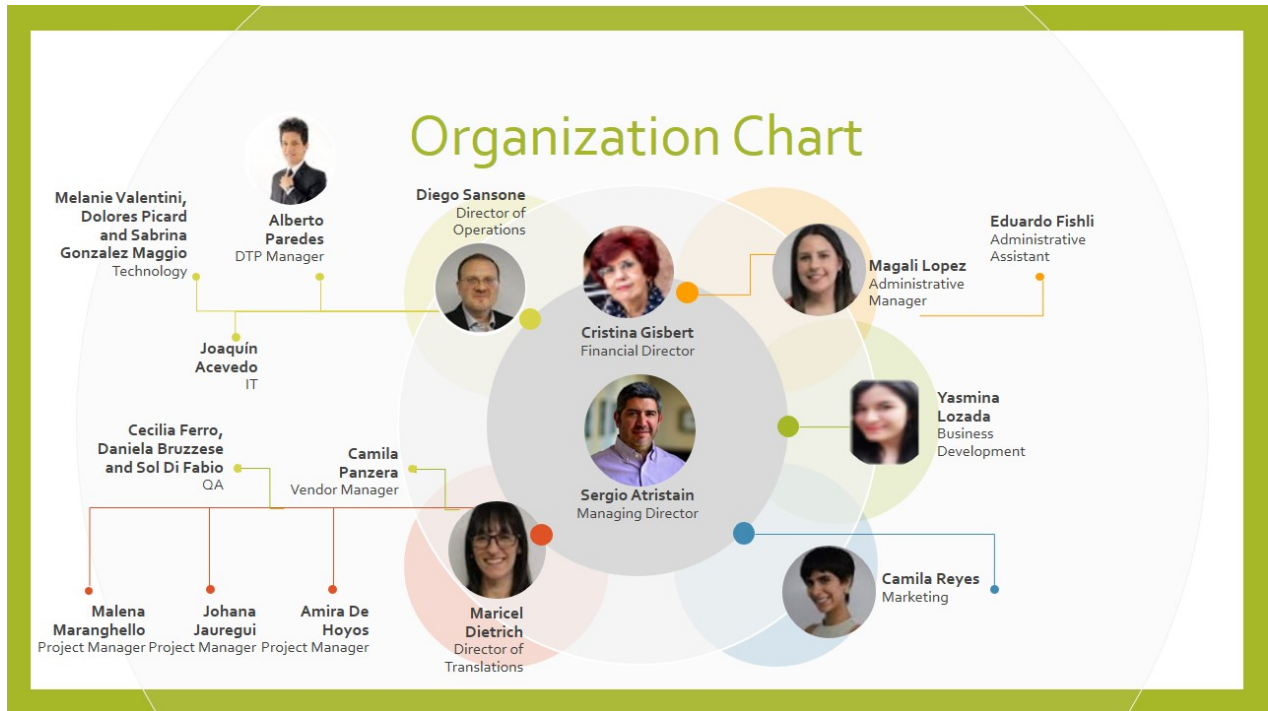 Organization Chart
Melanie Valentini,
Dolores Picard
and Sabrina
Gonzalez Maggio
Technology
Alberto
Paredes
DTP Manager
Joaquín
Acevedo
IT
Diego Sansone
Director of
Operations
Cristina Gisbert
Financial Director
Magali Lopez
Administrative
Manager
Eduardo Fishli
Administrative
Assistant
Sergio Atristain
Managing Director
Yasmina
Lozada
Business
Development
Cecilia Ferro,
Daniela Bruzzese
and Sol Di Fabio
QA
Camila
Panzera
Vendor Manager
Malena
Maranghello
Project Manager
Johana
Jauregui
Project Manager
Amira De
Hoyos
Project Manager
Maricel
Dietrich
Director of
Translations
Camila Reyes
Marketing